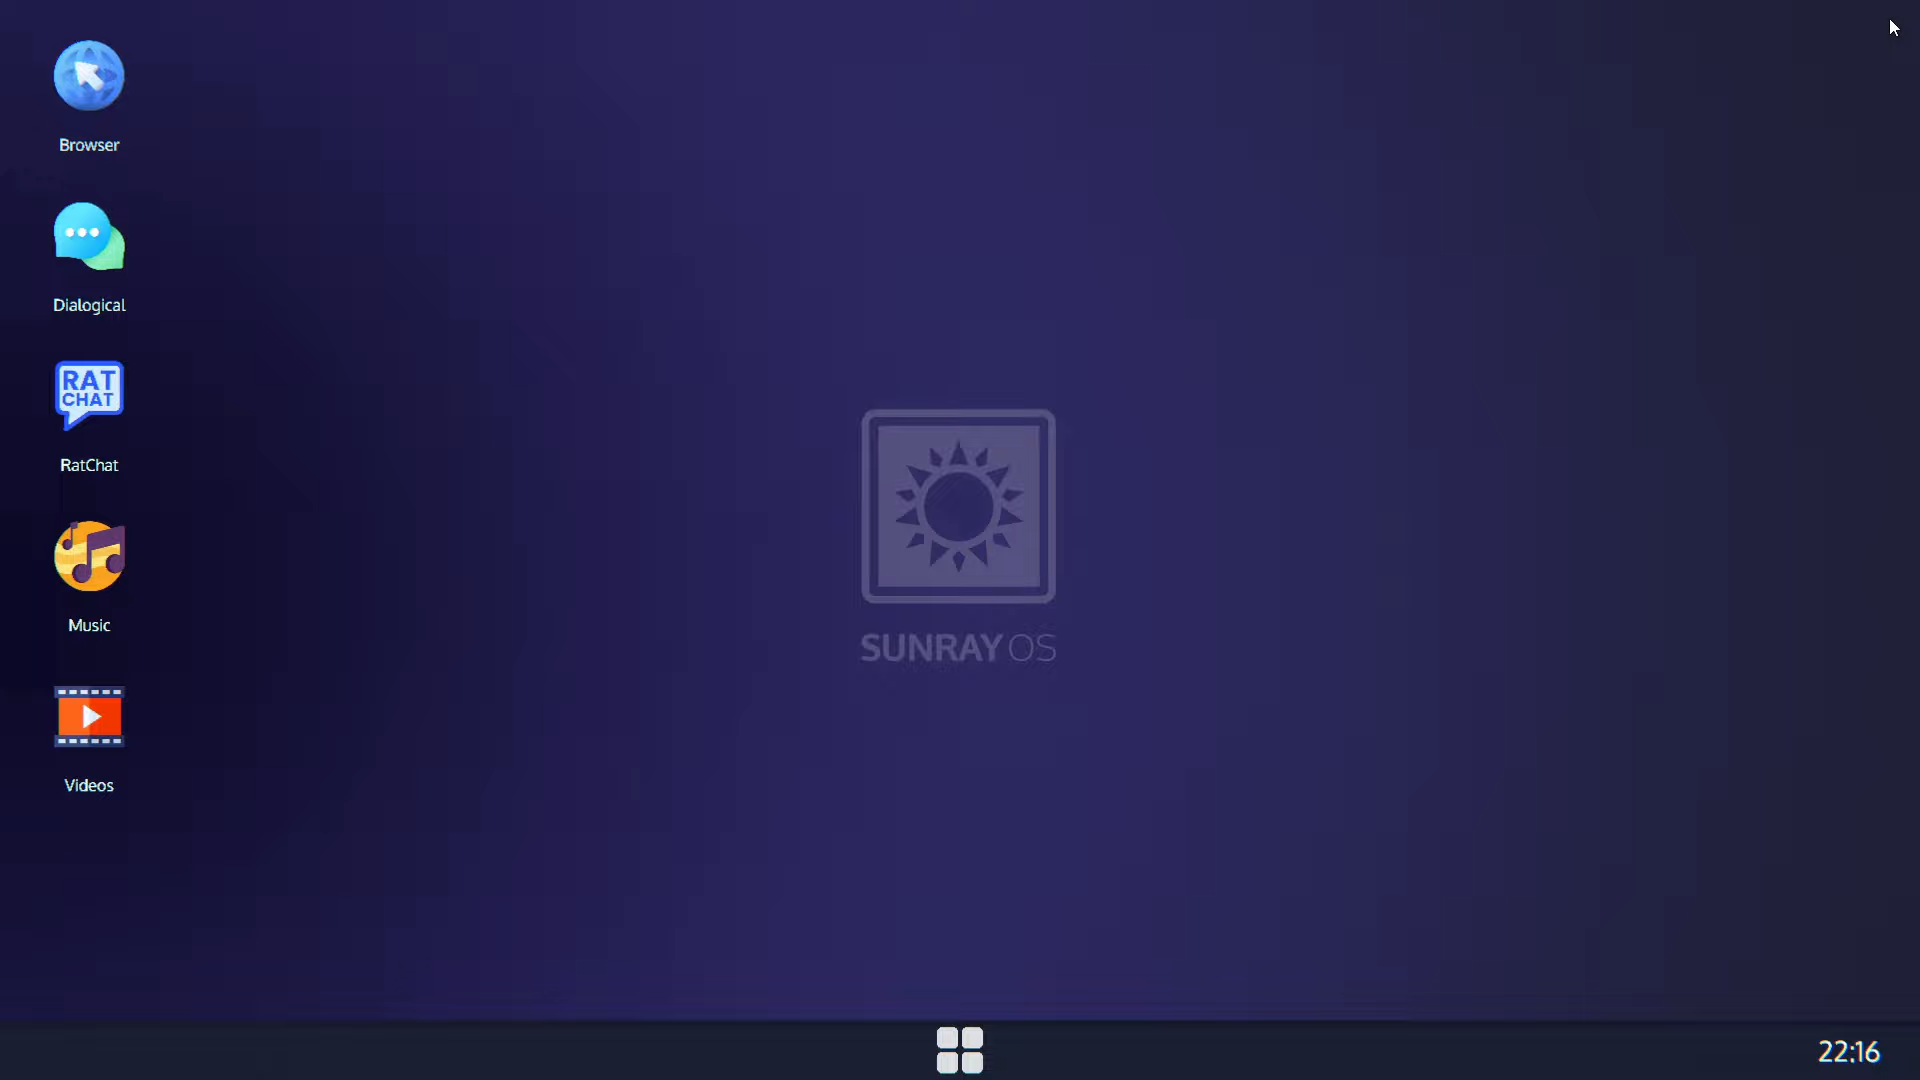 Browser
Dialogical
RAT
CHAT
RatChat
Music
Videos
SUNRAY OS
22:16